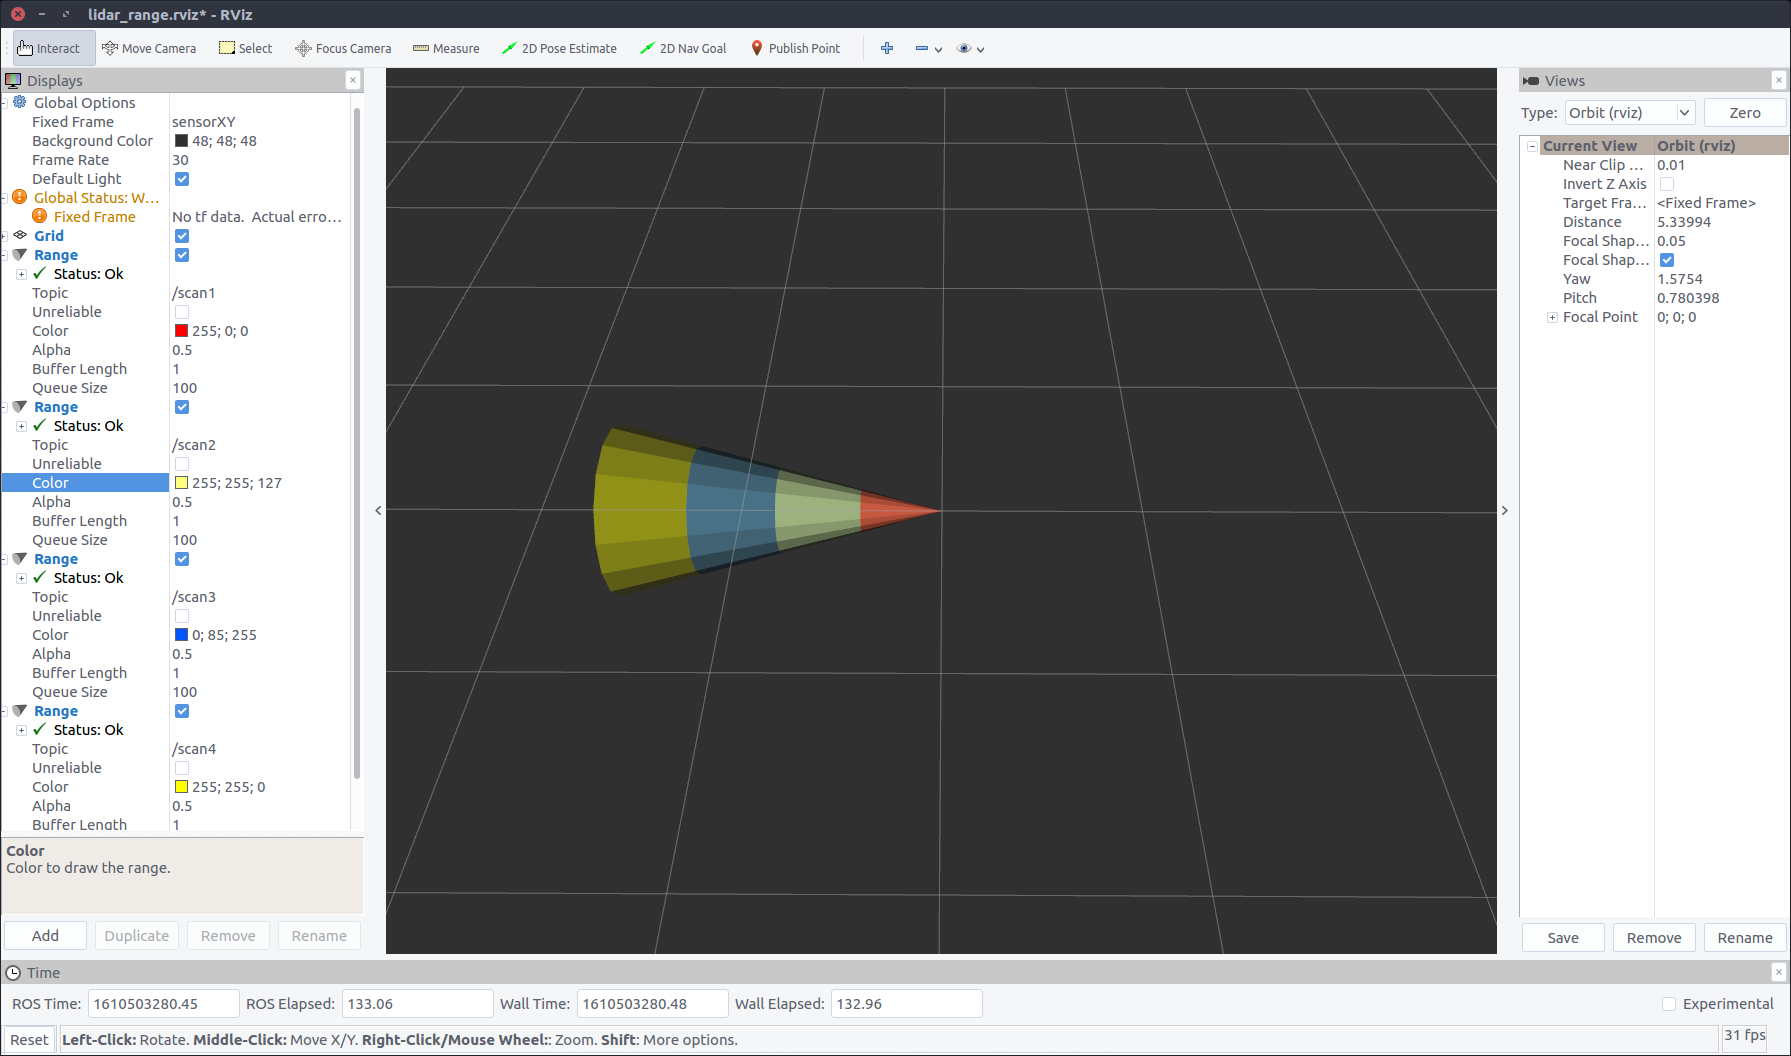 lidar_range.rviz* - RViz
Interact Move Camera Select Focus Camera Measure 2D Pose Estimate 2D Nav Goal Publish Point
Displays
Global Options
Fixed Frame sensorXY
Background Color 48; 48; 48
Frame Rate 30
Default Light
Global Status: W...
Fixed Frame No tf data. Actual erro...
Grid
Range
Status: Ok
Topic /scan1
Unreliable
Color 255; 0; 0
Alpha 0.5
Buffer Length 1
Queue Size 100
Range
Status: Ok
Topic /scan2
Unreliable
Color 255; 255; 127
Alpha 0.5
Buffer Length 1
Queue Size 100
Range
Status: Ok
Topic /scan3
Unreliable
Color 0; 85; 255
Alpha 0.5
Buffer Length 1
Queue Size 100
Range
Status: Ok
Topic /scan4
Unreliable
Color 255; 255; 0
Alpha 0.5
Buffer Length 1
Color
Color to draw the range.
Add Duplicate Remove Rename
Views
Type: Orbit (rviz) Zero
Current View Orbit (rviz)
Near Clip ... 0.01
Invert Z Axis
Target Fra... <Fixed Frame>
Distance 5.33994
Focal Shap... 0.05
Focal Shap...
Yaw 1.5754
Pitch 0.780398
Focal Point 0; 0; 0
Save Remove Rename
Time
ROS Time: 1610503280.45 ROS Elapsed: 133.06 Wall Time: 1610503280.48 Wall Elapsed: 132.96 Experimental
Reset Left-Click: Rotate. Middle-Click: Move X/Y. Right-Click/Mouse Wheel:: Zoom. Shift: More options. 31 fps